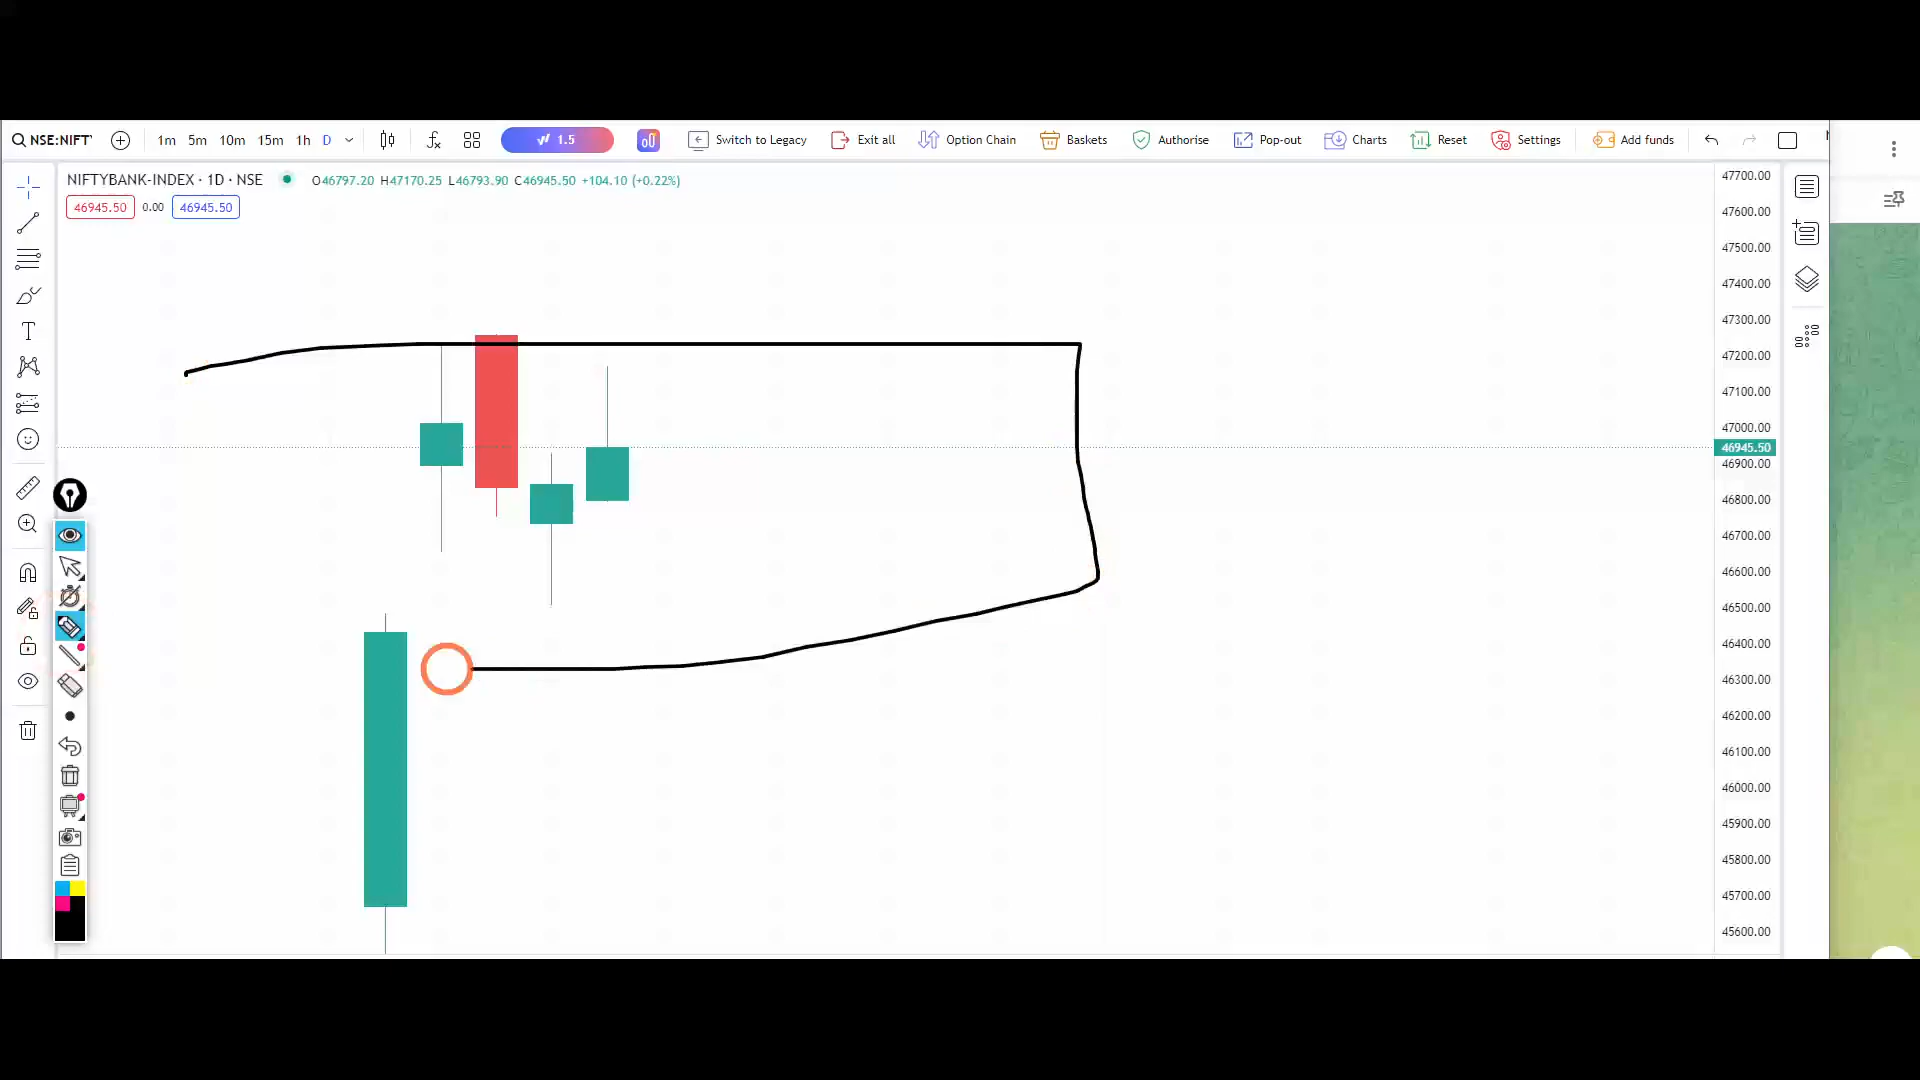 NSE:NIFTY
1m 5m 10m 15m 1h D
1.5
Switch to Legacy
Exit all
Option Chain
Baskets
Authorise
Pop-out
Charts
Reset
Settings
Add funds
NIFTYBANK-INDEX · 1D · NSE
O46797.20 H47170.25 L46793.90 C46945.50 +104.10 (+0.22%)
46945.50 0.00 46945.50
47700.00
47600.00
47500.00
47400.00
47300.00
47200.00
47100.00
47000.00
46945.50
46900.00
46800.00
46700.00
46600.00
46500.00
46400.00
46300.00
46200.00
46100.00
46000.00
45900.00
45800.00
45700.00
45600.00